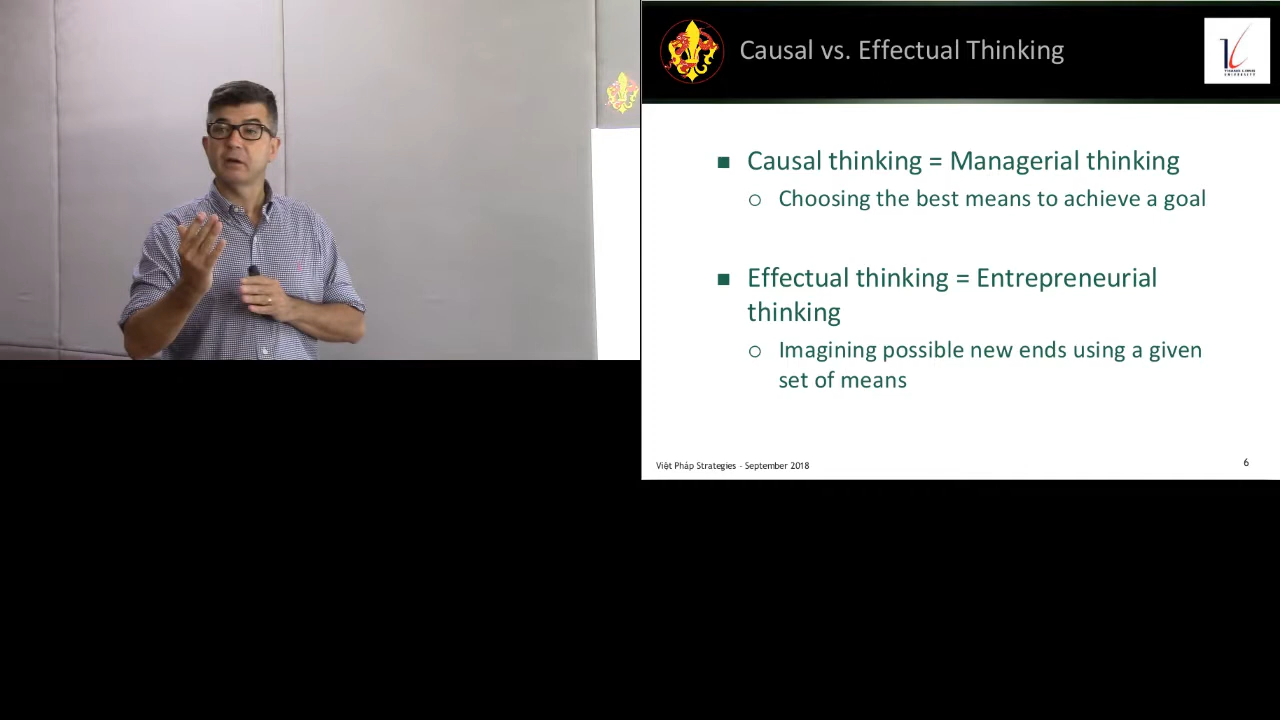 Causal vs. Effectual Thinking
■ Causal thinking = Managerial thinking
○ Choosing the best means to achieve a goal
■ Effectual thinking = Entrepreneurial
thinking
○ Imagining possible new ends using a given
set of means
Việt Pháp Strategies - September 2018
6